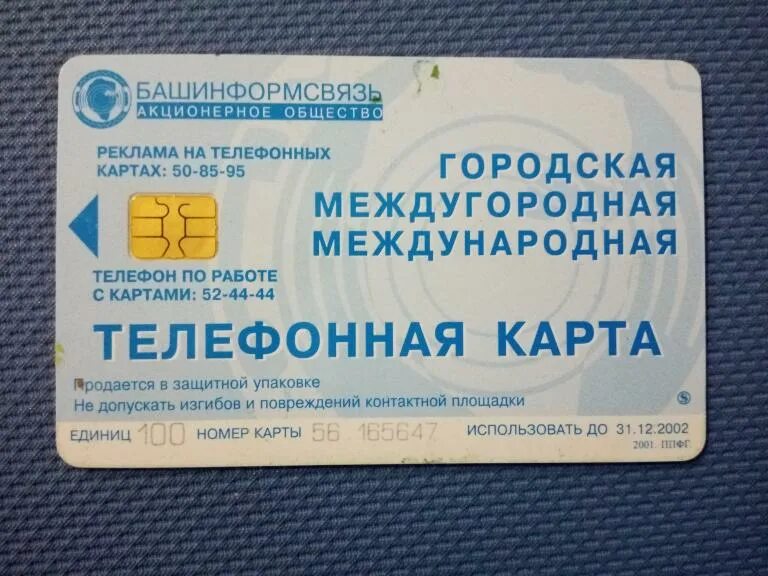 БАШИНФОРМСВЯЗЬ
АКЦИОНЕРНОЕ ОБЩЕСТВО
РЕКЛАМА НА ТЕЛЕФОННЫХ
КАРТАХ: 50-85-95
ГОРОДСКАЯ
МЕЖДУГОРОДНАЯ
МЕЖДУНАРОДНАЯ
ТЕЛЕФОН ПО РАБОТЕ
С КАРТАМИ: 52-44-44
ТЕЛЕФОННАЯ КАРТА
Продается в защитной упаковке
Не допускать изгибов и повреждений контактной площадки
ЕДИНИЦ 100 НОМЕР КАРТЫ 56 165647 ИСПОЛЬЗОВАТЬ ДО 31.12.2002
2001. ППФГ.